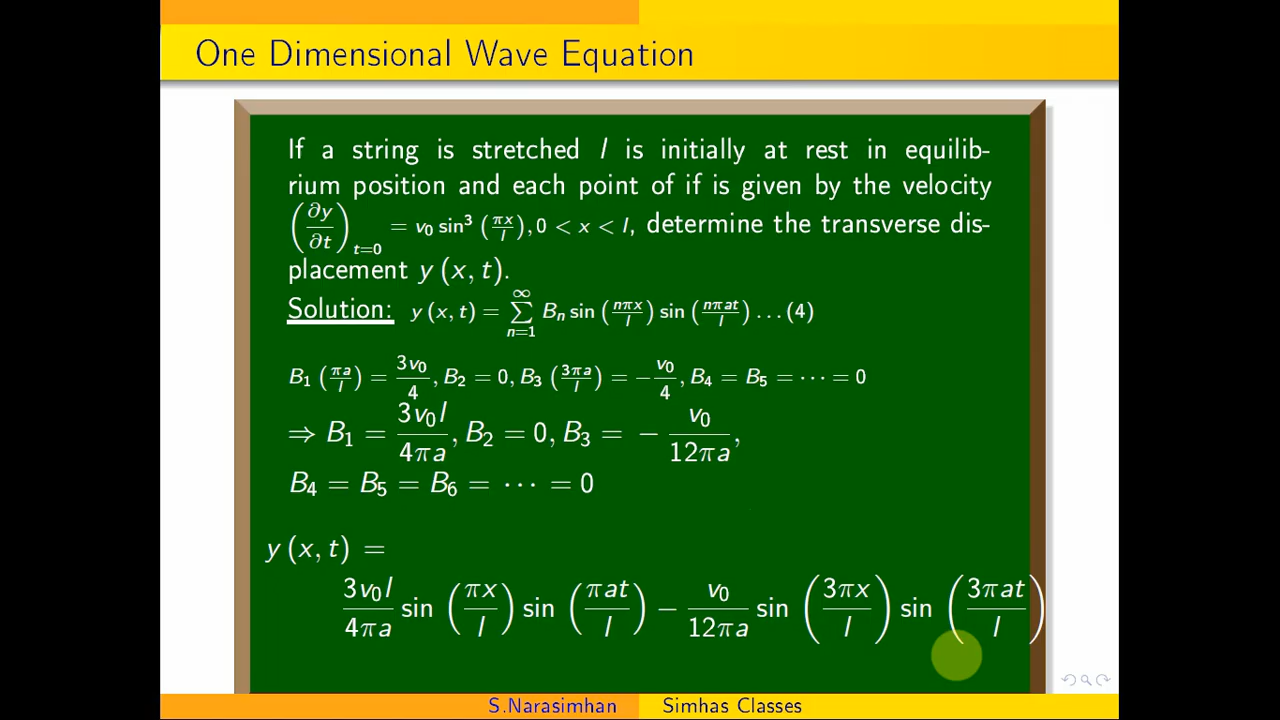 One Dimensional Wave Equation
If a string is stretched l is initially at rest in equilib-
rium position and each point of if is given by the velocity
(∂y/∂t)_{t=0} = v₀ sin³ (πx/l), 0 < x < l, determine the transverse dis-
placement y (x, t).
Solution: y (x, t) = ∑_{n=1}^{∞} Bₙ sin (nπx/l) sin (nπat/l) … (4)
B₁ (πa/l) = 3v₀/4, B₂ = 0, B₃ (3πa/l) = −v₀/4, B₄ = B₅ = ⋯ = 0
⇒ B₁ = 3v₀l/4πa, B₂ = 0, B₃ = − v₀/12πa,
B₄ = B₅ = B₆ = ⋯ = 0
y (x, t) =
3v₀l/4πa sin (πx/l) sin (πat/l) − v₀/12πa sin (3πx/l) sin (3πat/l)
S.Narasimhan Simhas Classes